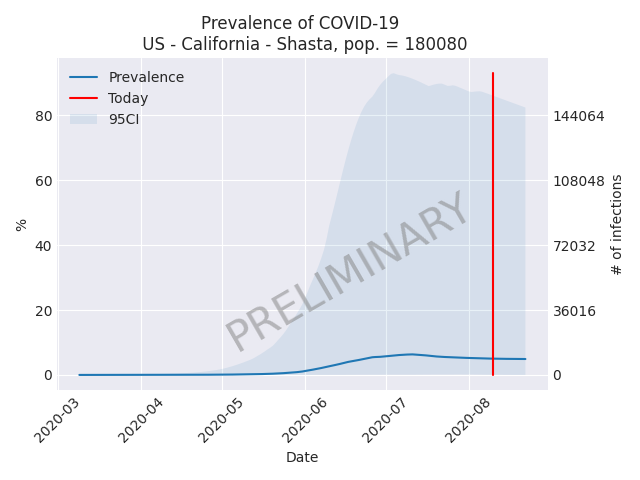 Prevalence of COVID-19
US - California - Shasta, pop. = 180080
Prevalence
Today
95CI
80
60
40
20
0
%
144064
108048
72032
36016
0
# of infections
PRELIMINARY
2020-03
2020-04
2020-05
2020-06
2020-07
2020-08
Date